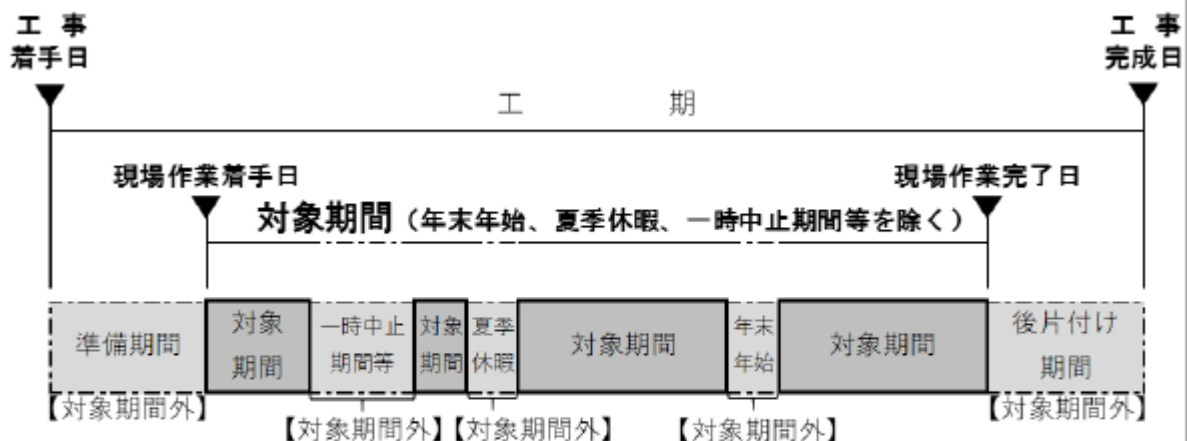 工事
着手日
工事
完成日
工期
現場作業着手日
現場作業完了日
対象期間（年末年始、夏季休暇、一時中止期間等を除く）
準備期間
対象
期間
一時中止
期間等
対象
期間
夏季
休暇
対象期間
年末
年始
対象期間
後片付け
期間
【対象期間外】
【対象期間外】
【対象期間外】
【対象期間外】
【対象期間外】